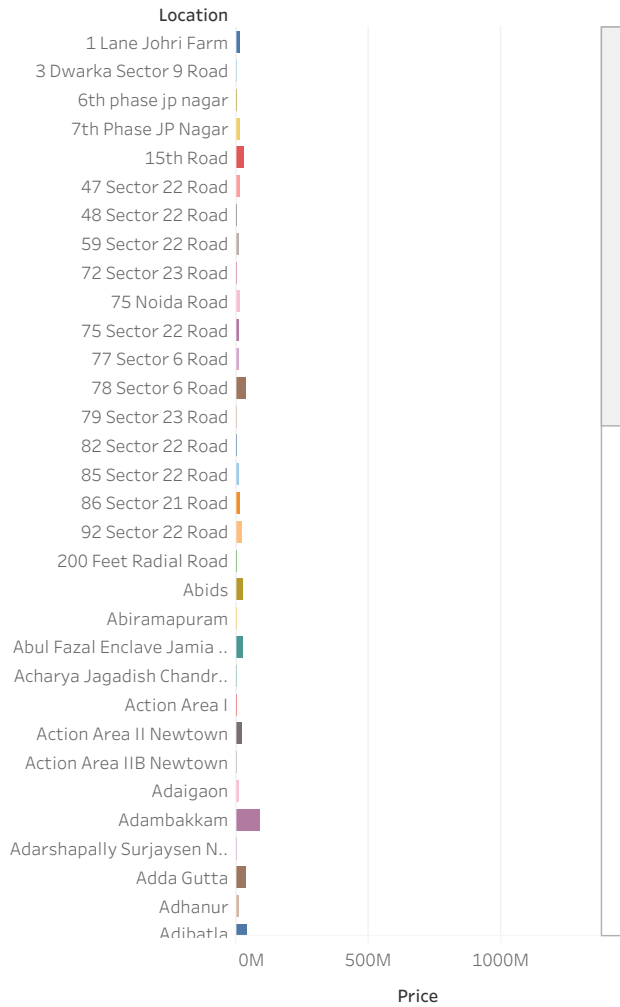 Location
1 Lane Johri Farm
3 Dwarka Sector 9 Road
6th phase jp nagar
7th Phase JP Nagar
15th Road
47 Sector 22 Road
48 Sector 22 Road
59 Sector 22 Road
72 Sector 23 Road
75 Noida Road
75 Sector 22 Road
77 Sector 6 Road
78 Sector 6 Road
79 Sector 23 Road
82 Sector 22 Road
85 Sector 22 Road
86 Sector 21 Road
92 Sector 22 Road
200 Feet Radial Road
Abids
Abiramapuram
Abul Fazal Enclave Jamia ..
Acharya Jagadish Chandr..
Action Area I
Action Area II Newtown
Action Area IIB Newtown
Adaigaon
Adambakkam
Adarshapally Surjaysen N..
Adda Gutta
Adhanur
Adibatla
0M 500M 1000M
Price